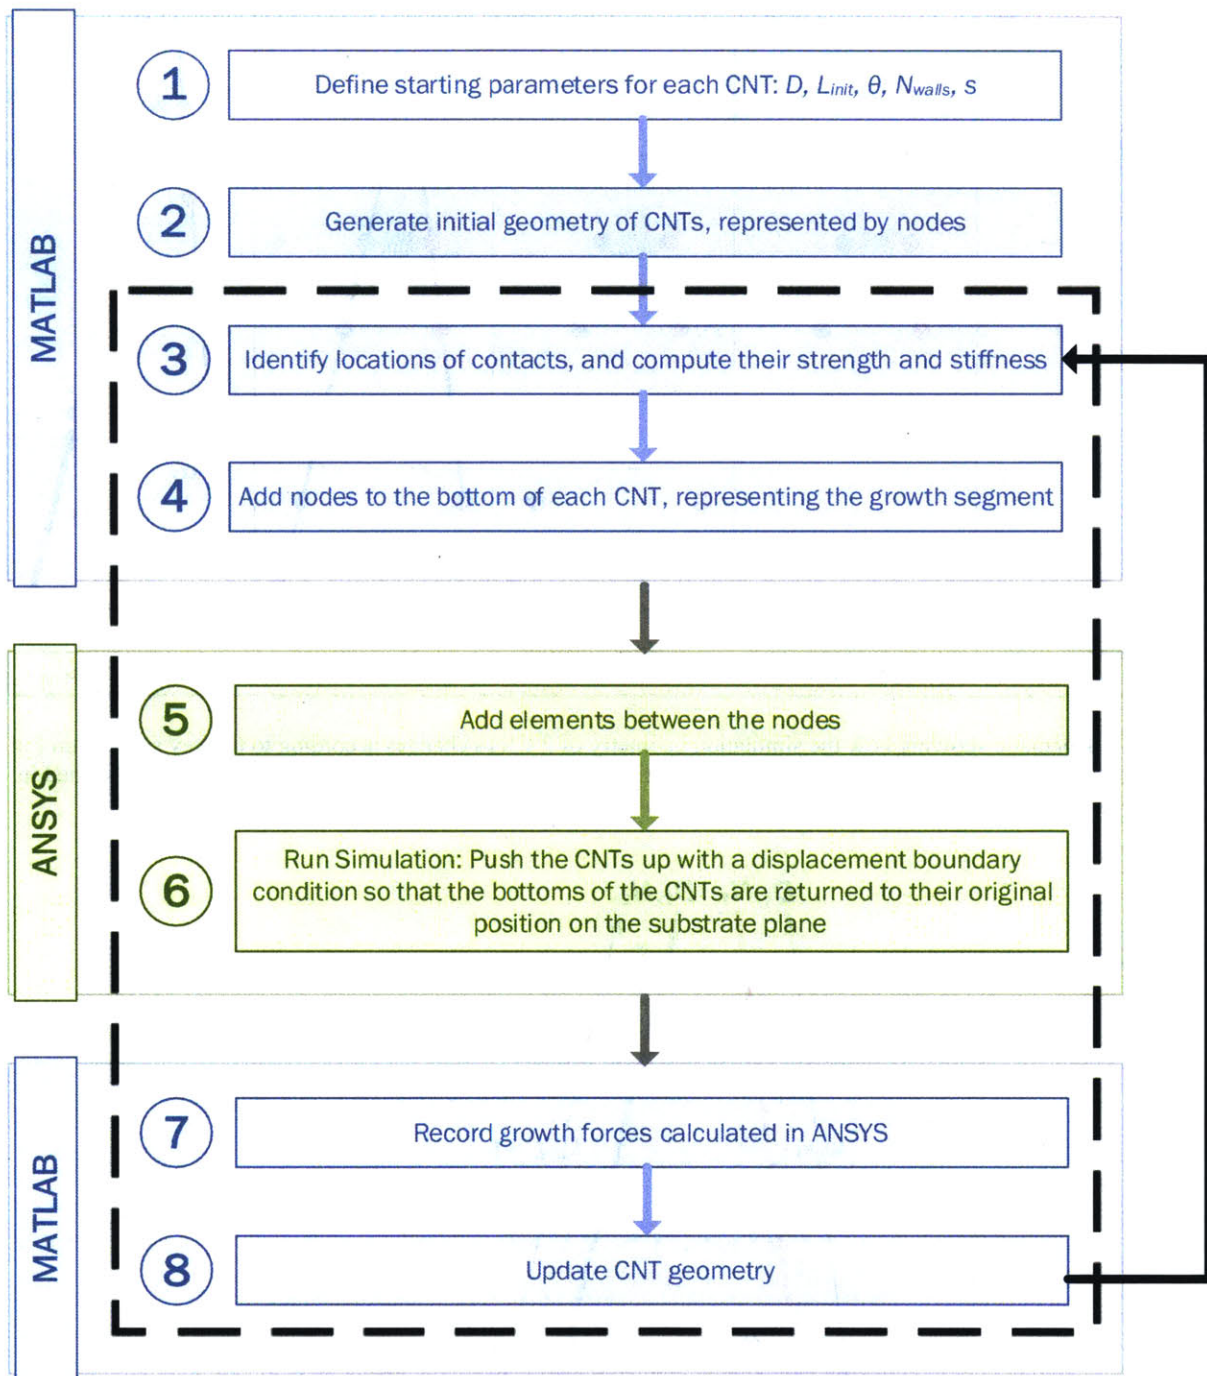 MATLAB
1
Define starting parameters for each CNT: D, Linit, θ, Nwalls, s
2
Generate initial geometry of CNTs, represented by nodes
3
Identify locations of contacts, and compute their strength and stiffness
4
Add nodes to the bottom of each CNT, representing the growth segment
ANSYS
5
Add elements between the nodes
6
Run Simulation: Push the CNTs up with a displacement boundary
condition so that the bottoms of the CNTs are returned to their original
position on the substrate plane
MATLAB
7
Record growth forces calculated in ANSYS
8
Update CNT geometry